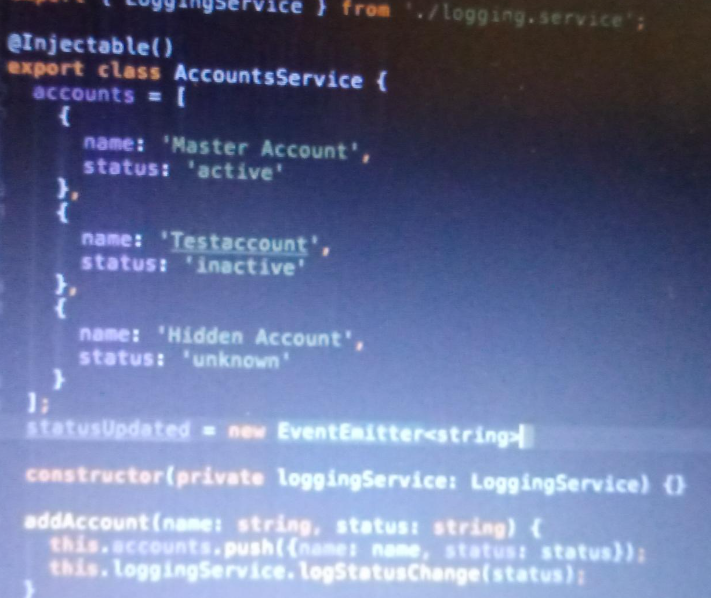 { LoggingService } from './logging.service';
@Injectable()
export class AccountsService {
accounts = [
{
name: 'Master Account',
status: 'active'
},
{
name: 'Testaccount',
status: 'inactive'
},
{
name: 'Hidden Account',
status: 'unknown'
}
];
statusUpdated = new EventEmitter<string>
constructor(private loggingService: LoggingService) {}
addAccount(name: string, status: string) {
this.accounts.push({name: name, status: status});
this.loggingService.logStatusChange(status);
}